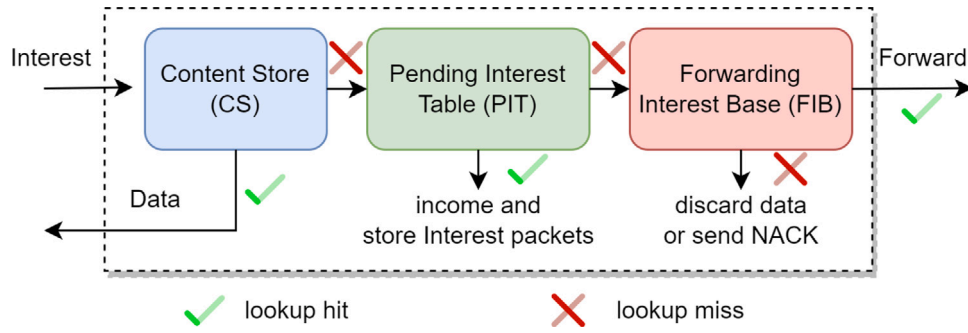 Interest
Content Store
(CS)
Pending Interest
Table (PIT)
Forwarding
Interest Base (FIB)
Forward
Data
income and
store Interest packets
discard data
or send NACK
lookup hit
lookup miss